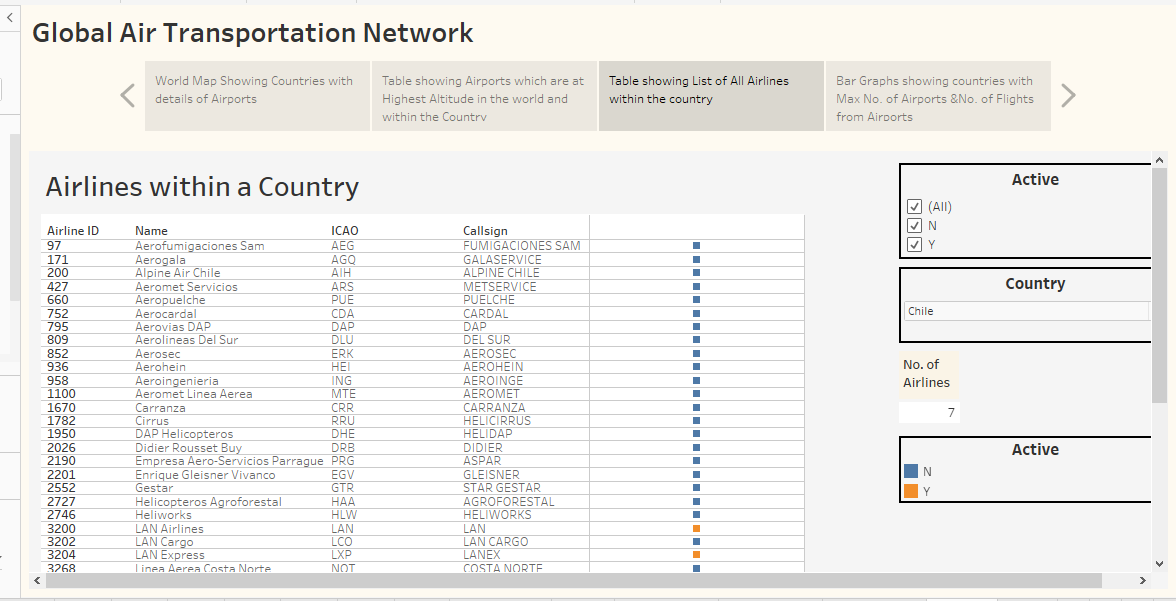 Global Air Transportation Network
World Map Showing Countries with
details of Airports
Table showing Airports which are at
Highest Altitude in the world and
within the Country
Table showing List of All Airlines
within the country
Bar Graphs showing countries with
Max No. of Airports &No. of Flights
from Airports
Airlines within a Country
Airline ID Name ICAO Callsign
97 Aerofumigaciones Sam AEG FUMIGACIONES SAM
171 Aerogala AGQ GALASERVICE
200 Alpine Air Chile AIH ALPINE CHILE
427 Aeromet Servicios ARS METSERVICE
660 Aeropuelche PUE PUELCHE
752 Aerocardal CDA CARDAL
795 Aerovias DAP DAP DAP
809 Aerolineas Del Sur DLU DEL SUR
852 Aerosec ERK AEROSEC
936 Aerohein HEI AEROHEIN
958 Aeroingenieria ING AEROINGE
1100 Aeromet Linea Aerea MTE AEROMET
1670 Carranza CRR CARRANZA
1782 Cirrus RRU HELICIRRUS
1950 DAP Helicopteros DHE HELIDAP
2026 Didier Rousset Buy DRB DIDIER
2190 Empresa Aero-Servicios Parrague PRG ASPAR
2201 Enrique Gleisner Vivanco EGV GLEISNER
2552 Gestar GTR STAR GESTAR
2727 Helicopteros Agroforestal HAA AGROFORESTAL
2746 Heliworks HLW HELIWORKS
3200 LAN Airlines LAN LAN
3202 LAN Cargo LCO LAN CARGO
3204 LAN Express LXP LANEX
3268 Linea Aerea Costa Norte NOT COSTA NORTE
Active
(All)
N
Y
Country
Chile
No. of
Airlines
7
Active
N
Y